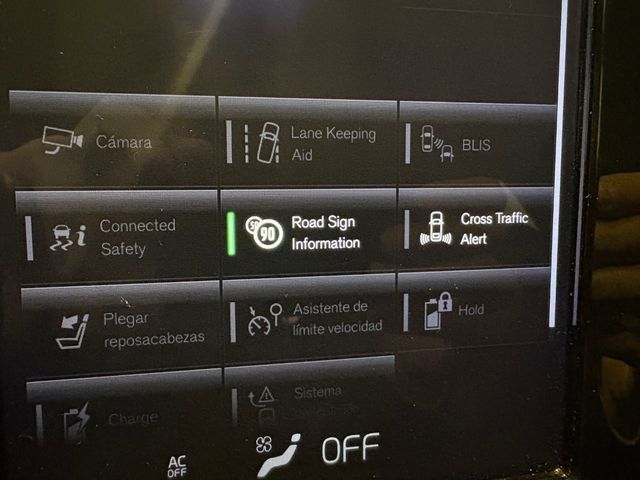 Cámara
Lane Keeping
Aid
BLIS
Connected
Safety
50
90
Road Sign
Information
Cross Traffic
Alert
Plegar
reposacabezas
Asistente de
límite velocidad
Hold
Charge
Sistema
AC
OFF
OFF